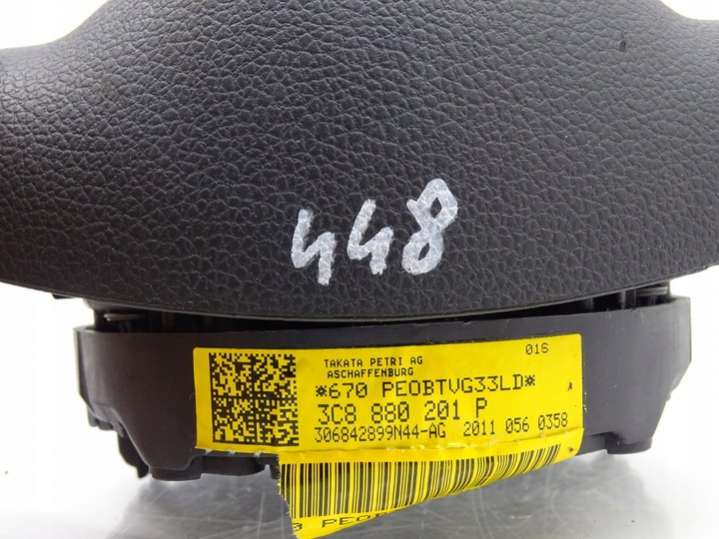 448
016
TAKATA PETRI AG
ASCHAFFENBURG
*670 PEOBTVG33LD*
3C8 880 201 P
306842899N44-AG 2011 056 0358